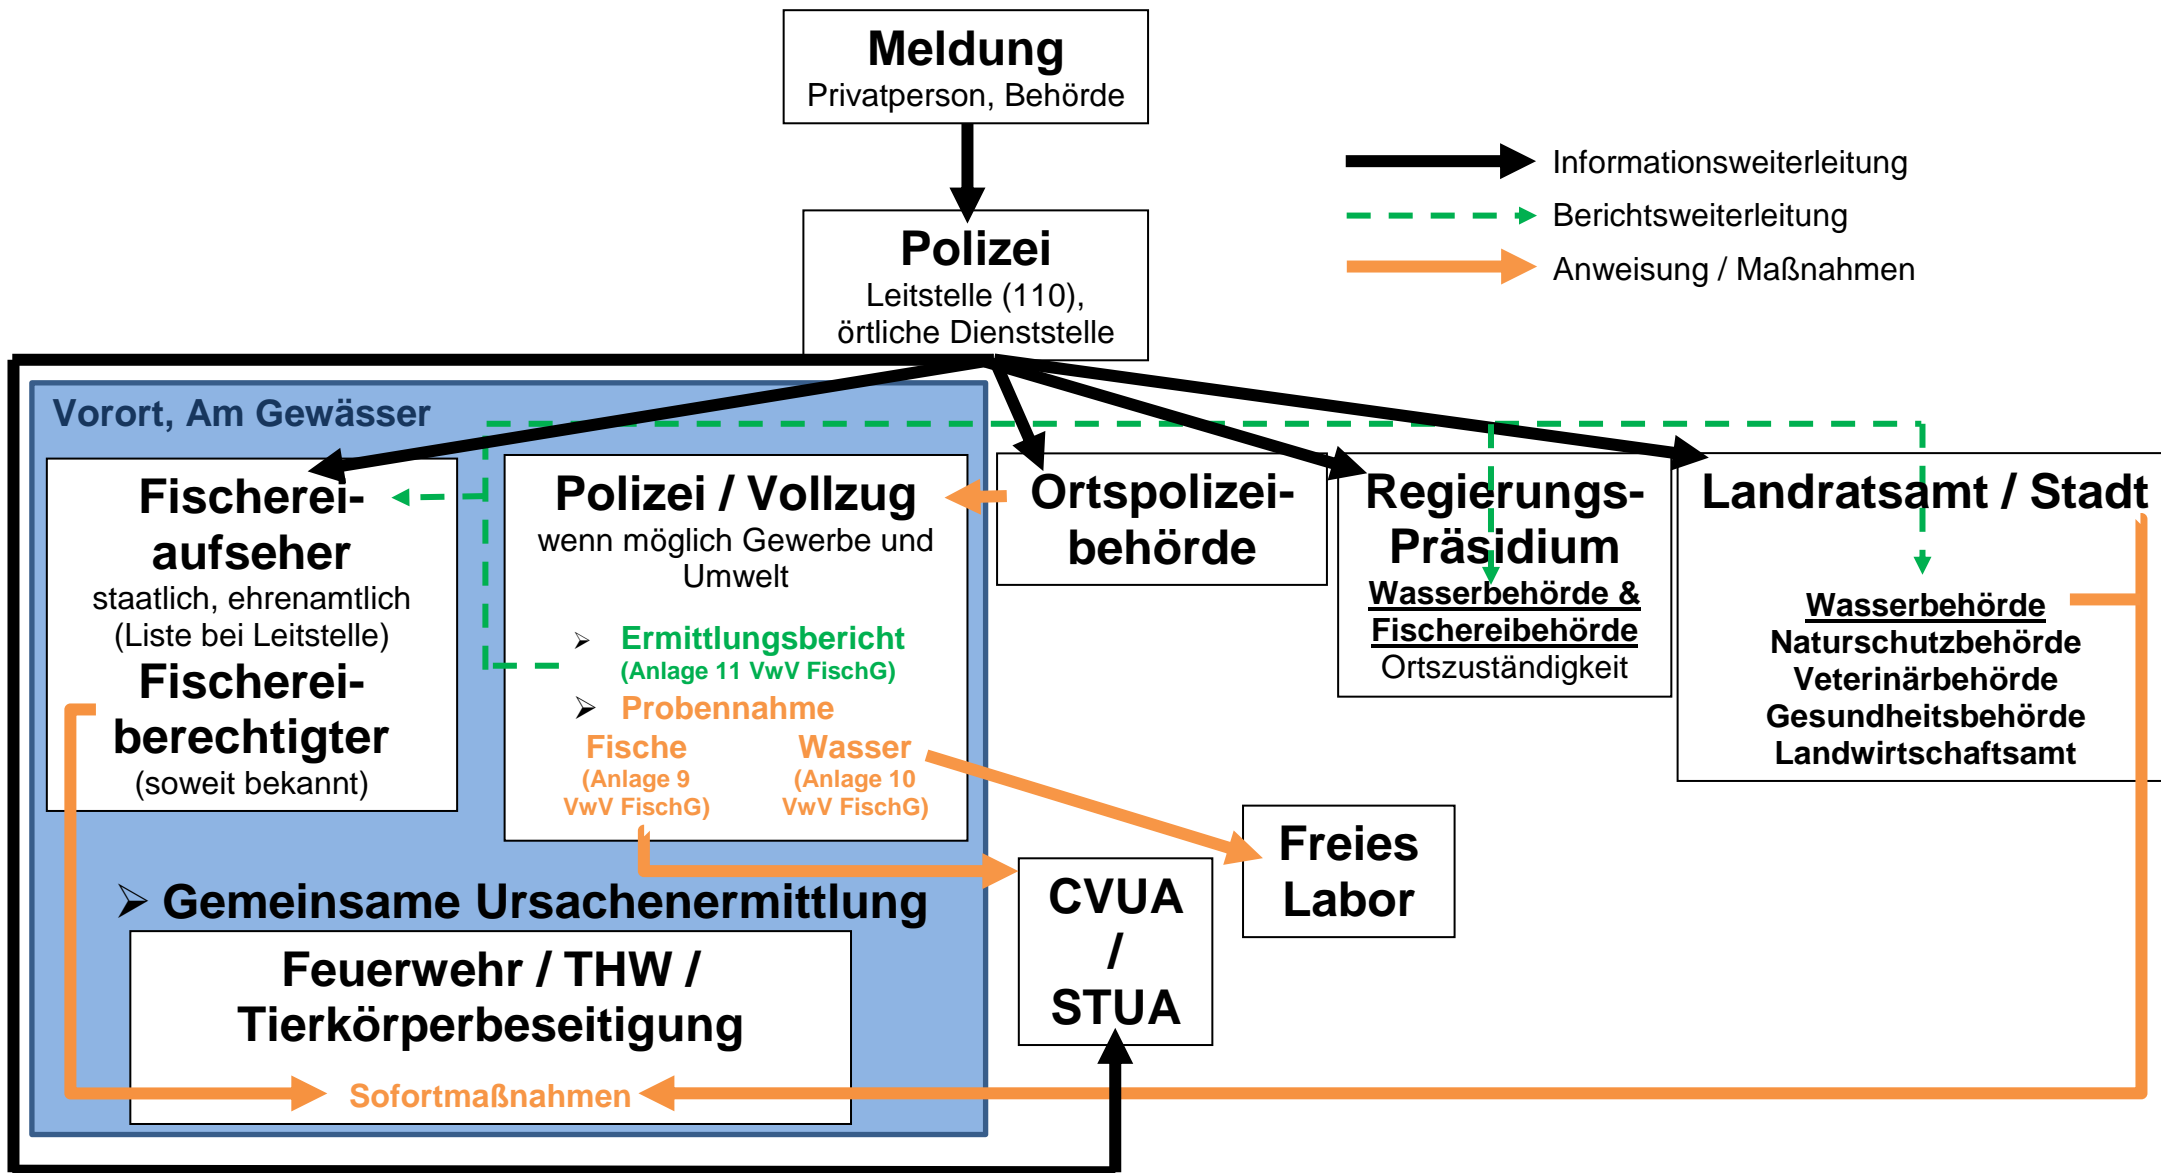 Meldung
Privatperson, Behörde
Informationsweiterleitung
Berichtsweiterleitung
Anweisung / Maßnahmen
Polizei
Leitstelle (110),
örtliche Dienststelle
Vorort, Am Gewässer
Fischerei-
aufseher
staatlich, ehrenamtlich
(Liste bei Leitstelle)
Fischerei-
berechtigter
(soweit bekannt)
Polizei / Vollzug
wenn möglich Gewerbe und
Umwelt
➢ Ermittlungsbericht
(Anlage 11 VwV FischG)
➢ Probennahme
Fische
(Anlage 9
VwV FischG)
Wasser
(Anlage 10
VwV FischG)
Ortspolizei-
behörde
Regierungs-
Präsidium
Wasserbehörde &
Fischereibehörde
Ortszuständigkeit
Landratsamt / Stadt
Wasserbehörde
Naturschutzbehörde
Veterinärbehörde
Gesundheitsbehörde
Landwirtschaftsamt
Freies
Labor
CVUA
/
STUA
➢ Gemeinsame Ursachenermittlung
Feuerwehr / THW /
Tierkörperbeseitigung
Sofortmaßnahmen